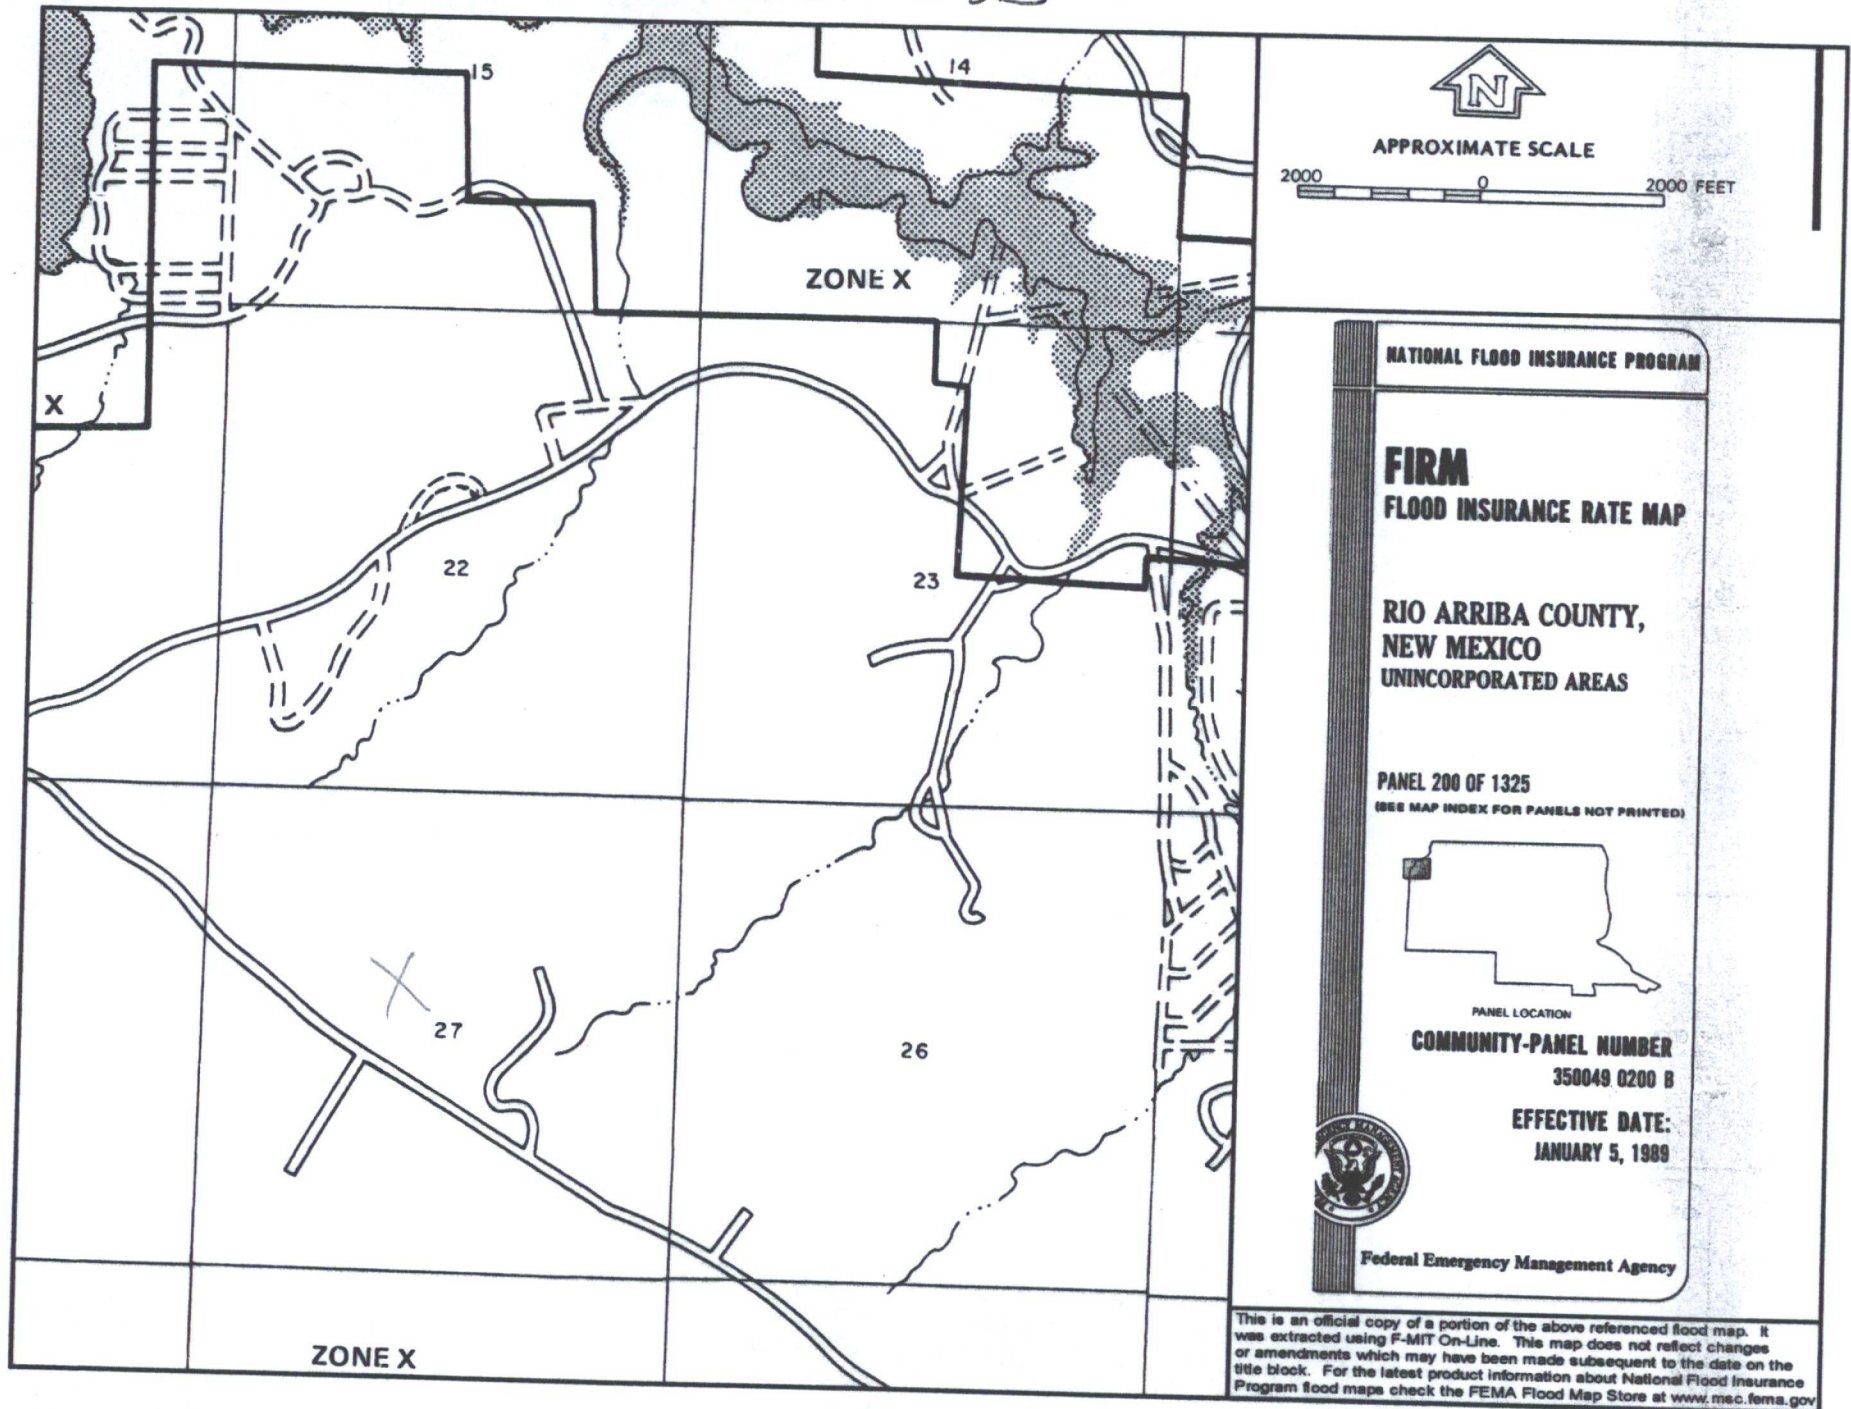 15
14
ZONE X
X
22
23
27
26
ZONE X
N
APPROXIMATE SCALE
2000 0 2000 FEET
NATIONAL FLOOD INSURANCE PROGRAM
FIRM
FLOOD INSURANCE RATE MAP
RIO ARRIBA COUNTY,
NEW MEXICO
UNINCORPORATED AREAS
PANEL 200 OF 1325
(SEE MAP INDEX FOR PANELS NOT PRINTED)
PANEL LOCATION
COMMUNITY-PANEL NUMBER
350049 0200 B
EFFECTIVE DATE:
JANUARY 5, 1989
Federal Emergency Management Agency
This is an official copy of a portion of the above referenced flood map. It
was extracted using F-MIT On-Line. This map does not reflect changes
or amendments which may have been made subsequent to the date on the
title block. For the latest product information about National Flood Insurance
Program flood maps check the FEMA Flood Map Store at www.msc.fema.gov